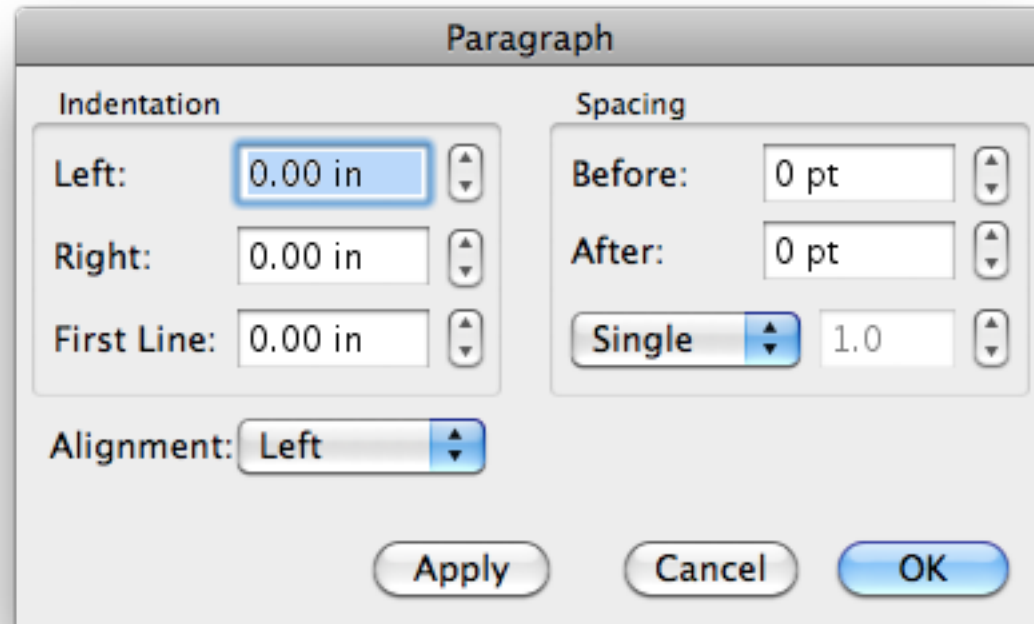 Paragraph
Indentation
Left: 0.00 in
Right: 0.00 in
First Line: 0.00 in
Spacing
Before: 0 pt
After: 0 pt
Single 1.0
Alignment: Left
Apply Cancel OK